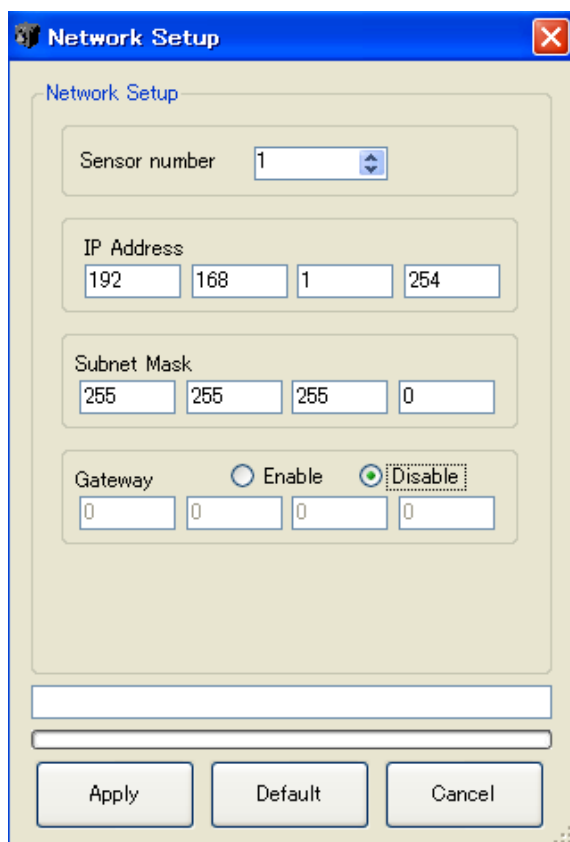 Network Setup
Network Setup
Sensor number 1
IP Address
192 168 1 254
Subnet Mask
255 255 255 0
Gateway Enable Disable
0 0 0 0
Apply Default Cancel